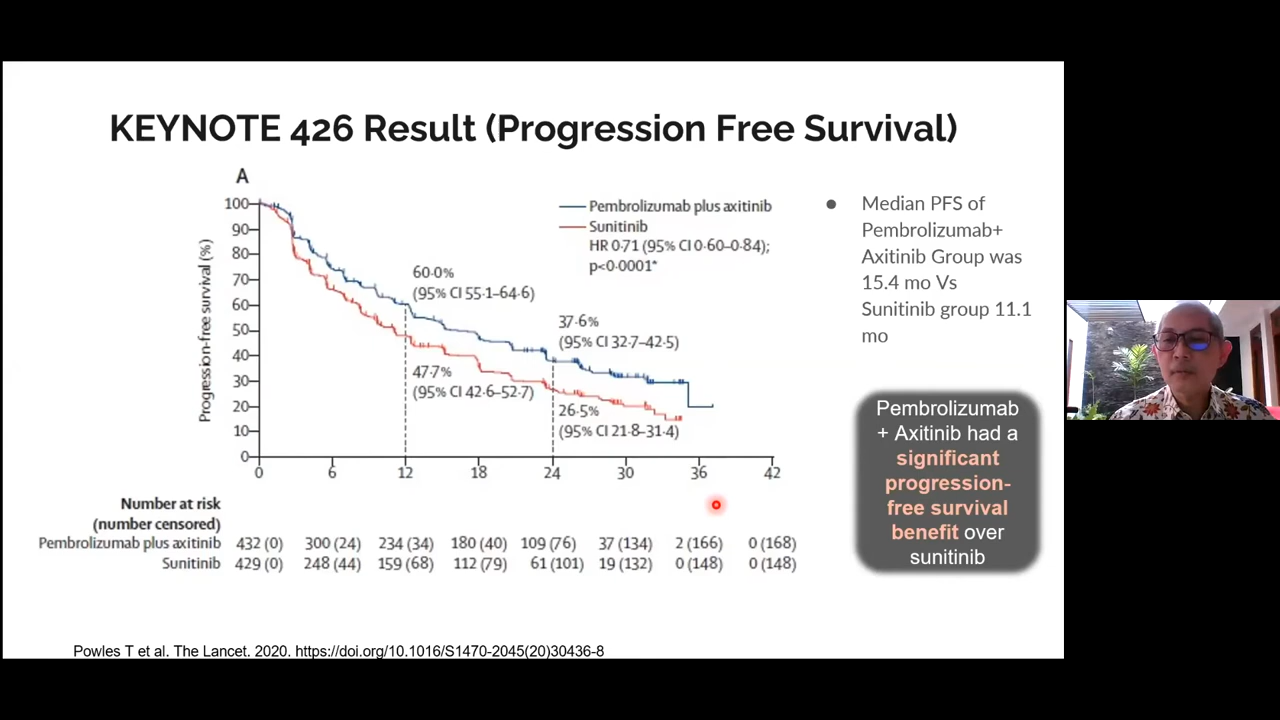 KEYNOTE 426 Result (Progression Free Survival)
A
100
90
80
70
60
50
40
30
20
10
0
Progression-free survival (%)
Pembrolizumab plus axitinib
Sunitinib
HR 0·71 (95% CI 0·60–0·84);
p<0·0001*
60·0%
(95% CI 55·1–64·6)
47·7%
(95% CI 42·6–52·7)
37·6%
(95% CI 32·7–42·5)
26·5%
(95% CI 21·8–31·4)
0 6 12 18 24 30 36 42
Number at risk
(number censored)
Pembrolizumab plus axitinib 432 (0) 300 (24) 234 (34) 180 (40) 109 (76) 37 (134) 2 (166) 0 (168)
Sunitinib 429 (0) 248 (44) 159 (68) 112 (79) 61 (101) 19 (132) 0 (148) 0 (148)
● Median PFS of
Pembrolizumab+
Axitinib Group was
15.4 mo Vs
Sunitinib group 11.1
mo
Pembrolizumab
+ Axitinib had a
significant
progression-
free survival
benefit over
sunitinib
Powles T et al. The Lancet. 2020. https://doi.org/10.1016/S1470-2045(20)30436-8